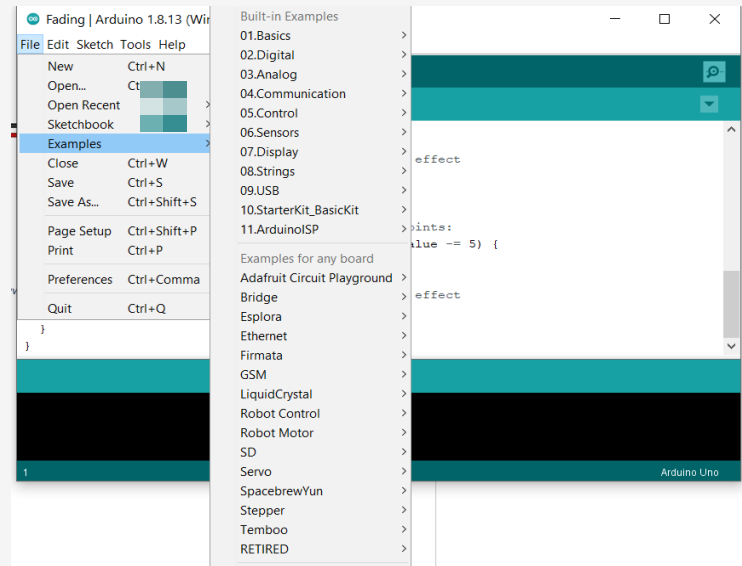 Fading | Arduino 1.8.13 (Wi
File Edit Sketch Tools Help
New Ctrl+N
Open...
Open Recent
Sketchbook
Examples
Close Ctrl+W
Save Ctrl+S
Save As... Ctrl+Shift+S
Page Setup Ctrl+Shift+P
Print Ctrl+P
Preferences Ctrl+Comma
Quit Ctrl+Q
Built-in Examples
01.Basics
02.Digital
03.Analog
04.Communication
05.Control
06.Sensors
07.Display
08.Strings
09.USB
10.StarterKit_BasicKit
11.ArduinoISP
Examples for any board
Adafruit Circuit Playground
Bridge
Esplora
Ethernet
Firmata
GSM
LiquidCrystal
Robot Control
Robot Motor
SD
Servo
SpacebrewYun
Stepper
Temboo
RETIRED
effect
oints:
alue -= 5) {
effect
}
}
1
Arduino Uno